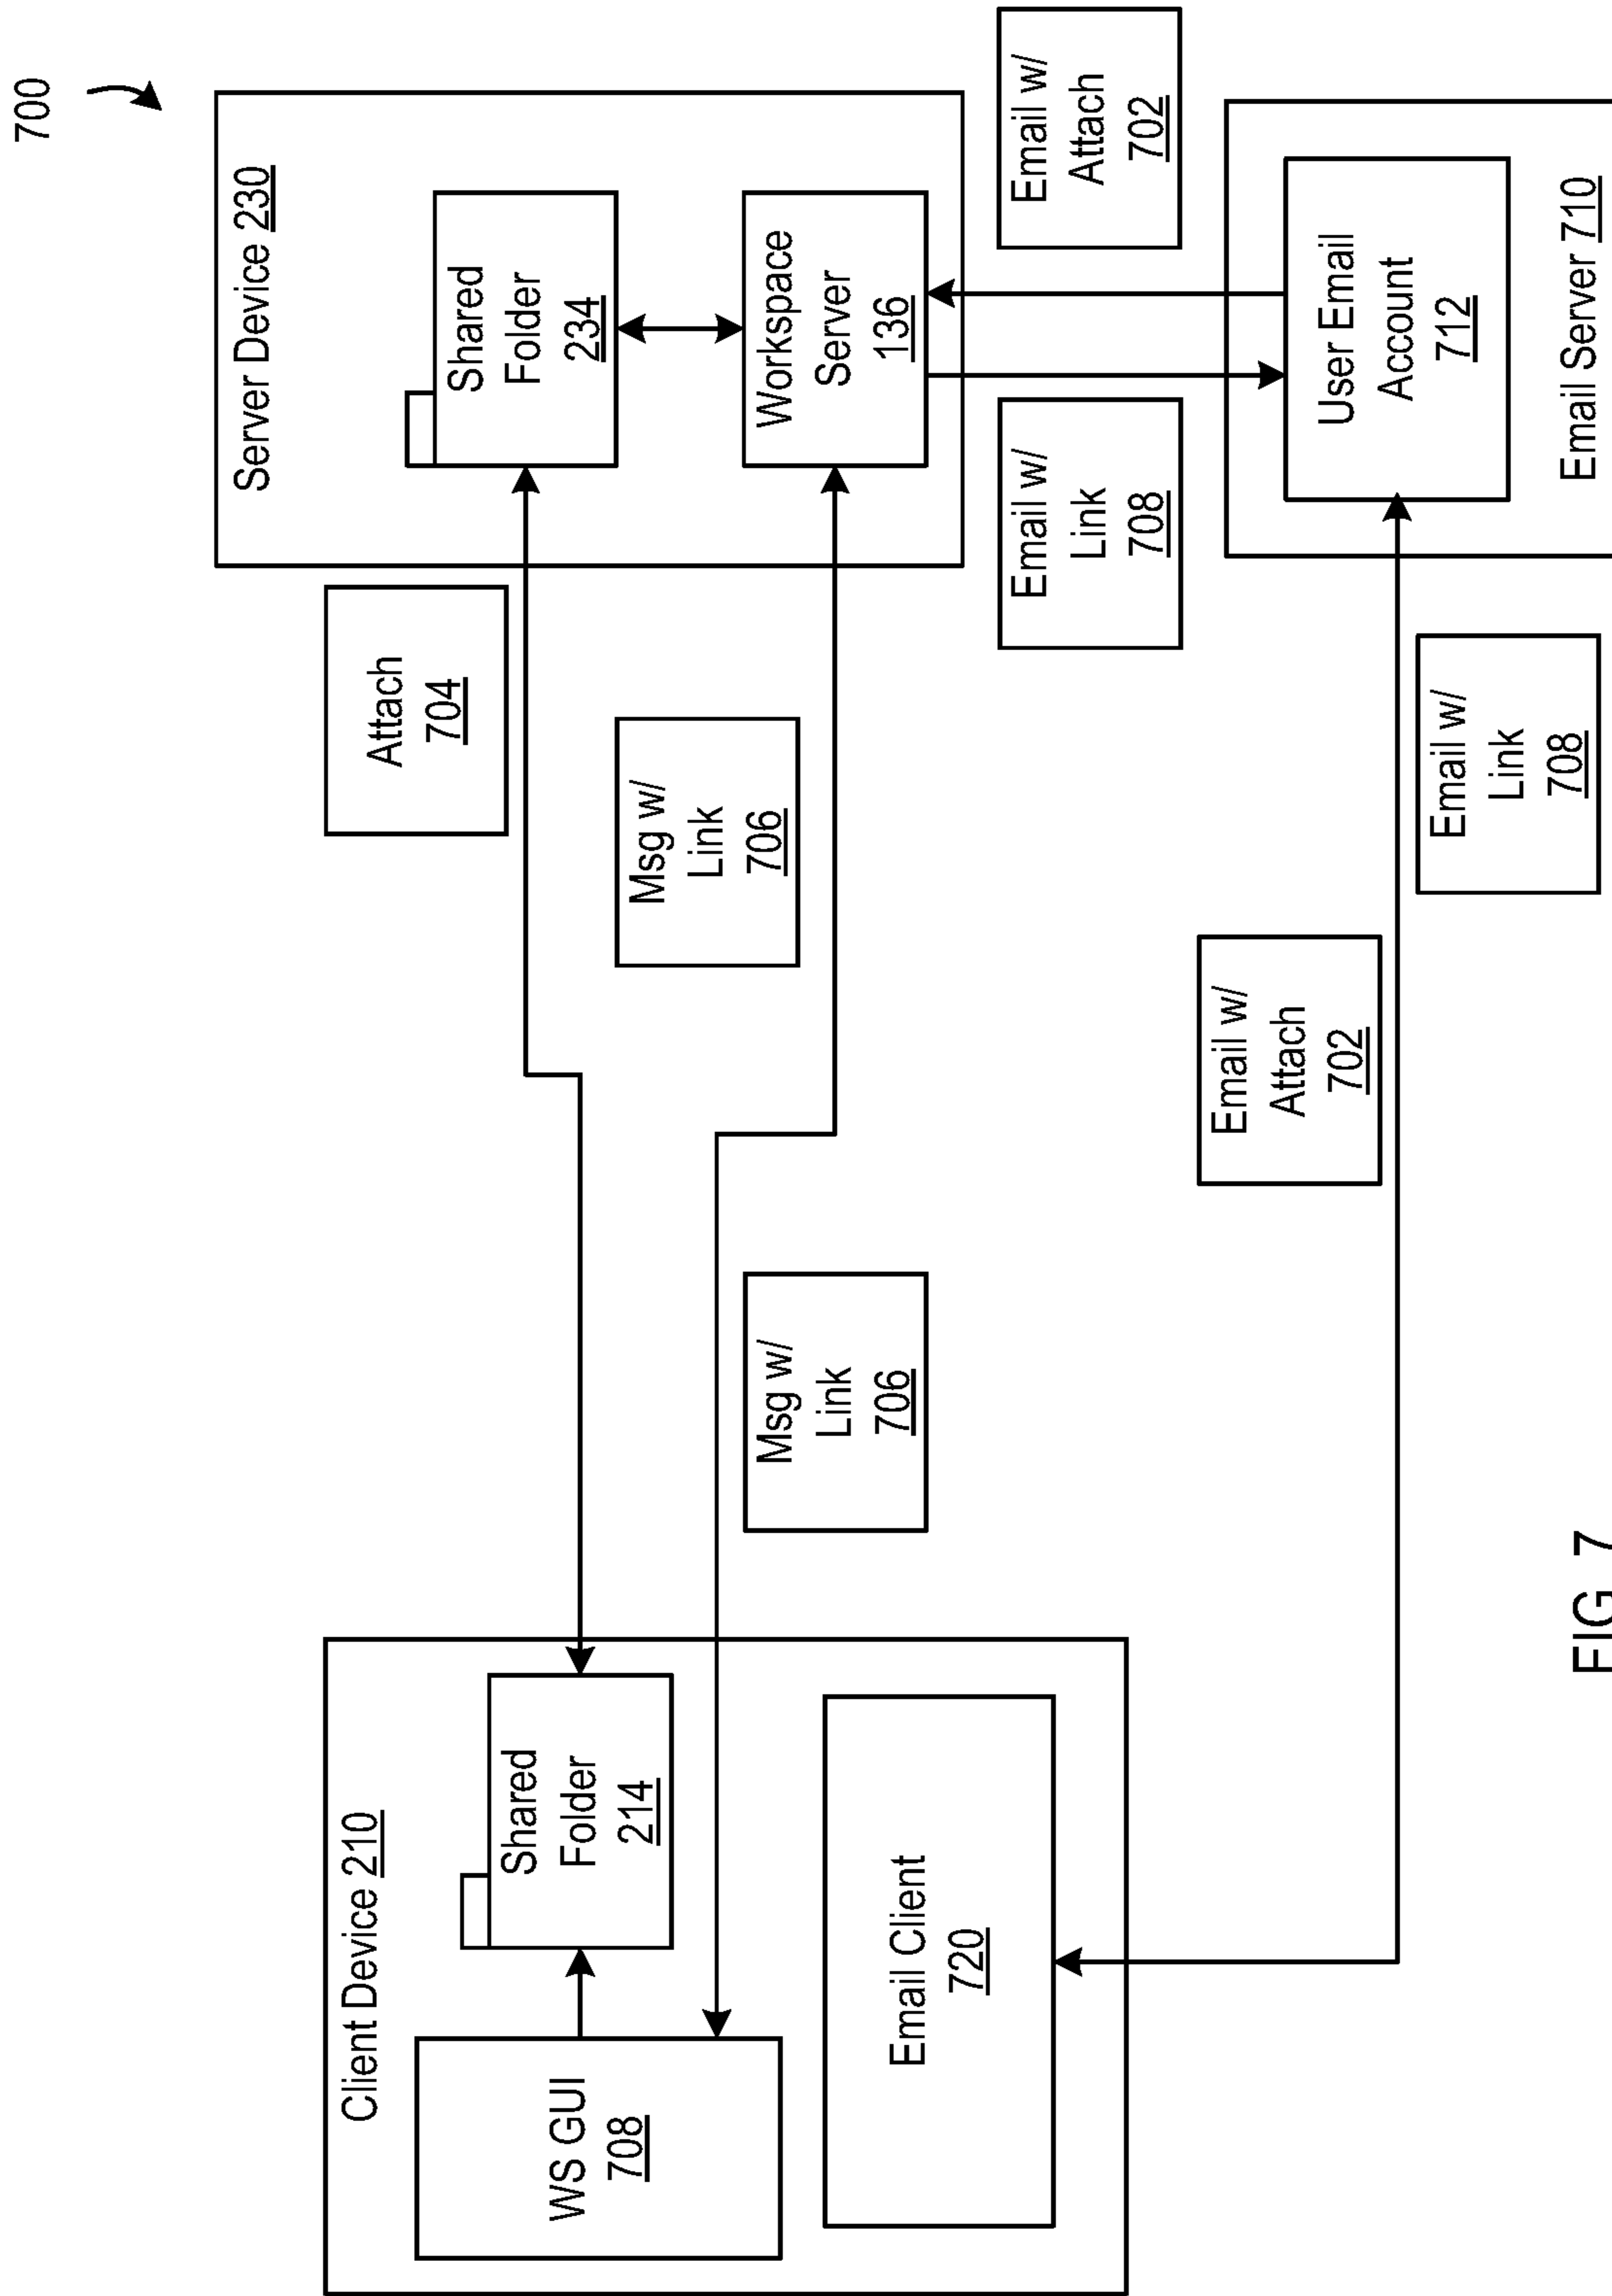 700
Client Device 210
WS GUI
708
Shared
Folder
214
Email Client
720
Attach
704
Msg w/
Link
706
Msg w/
Link
706
Server Device 230
Shared
Folder
234
Workspace
Server
136
Email w/
Link
708
Email w/
Attach
702
Email w/
Attach
702
Email w/
Link
708
User Email
Account
712
Email Server 710
FIG. 7